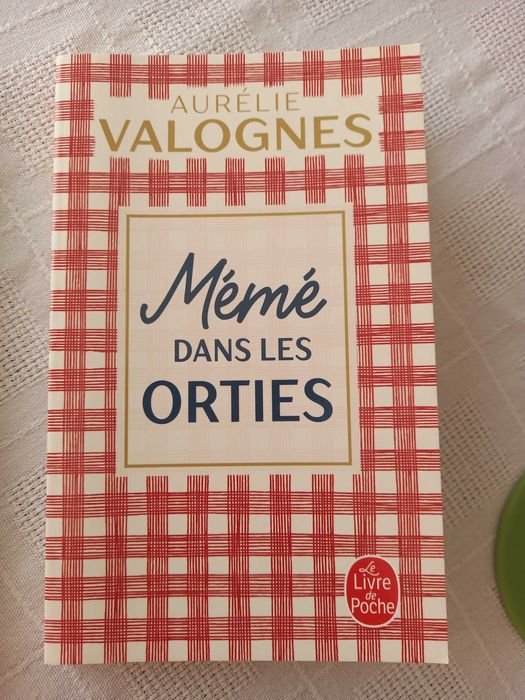 AURÉLIE
VALOGNES
Mémé
DANS LES
ORTIES
Le
Livre
de
Poche